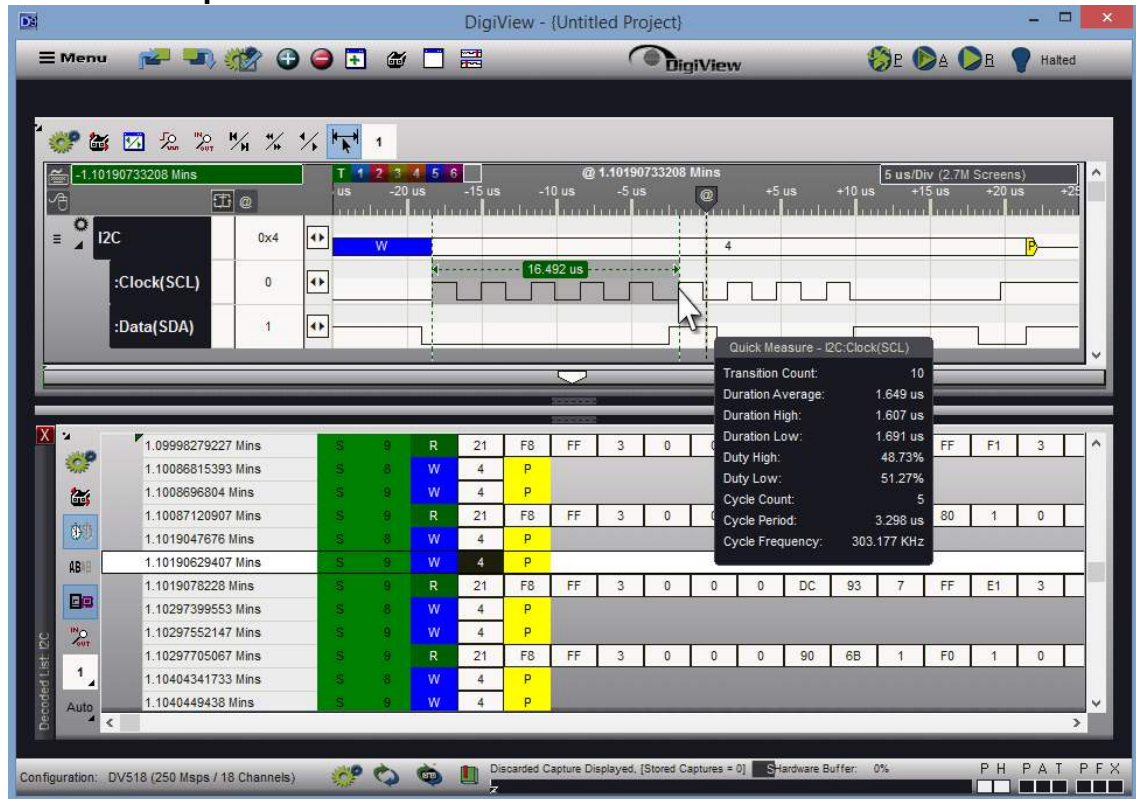 DigiView - {Untitled Project}
Menu
DigiView
P A R Halted
IN OUT 1
-1.10190733208 Mins
T 1 2 3 4 5 6
@ 1.10190733208 Mins
5 us/Div (2.7M Screens)
@
us -20 us -15 us -10 us -5 us @ +5 us +10 us +15 us +20 us +25
I2C 0x4 W 4 P
16.492 us
:Clock(SCL) 0
:Data(SDA) 1
Quick Measure - I2C:Clock(SCL)
Transition Count: 10
Duration Average: 1.649 us
Duration High: 1.607 us
Duration Low: 1.691 us
Duty High: 48.73%
Duty Low: 51.27%
Cycle Count: 5
Cycle Period: 3.298 us
Cycle Frequency: 303.177 KHz
X
1.09998279227 Mins S 9 R 21 F8 FF 3 0 FF F1 3
1.10086815393 Mins S 8 W 4 P
1.1008696804 Mins S 9 W 4 P
1.10087120907 Mins S 9 R 21 F8 FF 3 0 80 1 0
1.1019047676 Mins S 8 W 4 P
1.10190629407 Mins S 9 W 4 P
1.1019078228 Mins S 9 R 21 F8 FF 3 0 0 0 DC 93 7 FF E1 3
1.10297399553 Mins S 8 W 4 P
1.10297552147 Mins S 9 W 4 P
1.10297705067 Mins S 9 R 21 F8 FF 3 0 0 0 90 6B 1 F0 1 0
1.10404341733 Mins S 8 W 4 P
1.1040449438 Mins S 9 W 4 P
AB
IN OUT
1
Auto
Decoded List: I2C
Configuration: DV518 (250 Msps / 18 Channels)
Discarded Capture Displayed, [Stored Captures = 0]
Hardware Buffer: 0%
P H P A T P F X